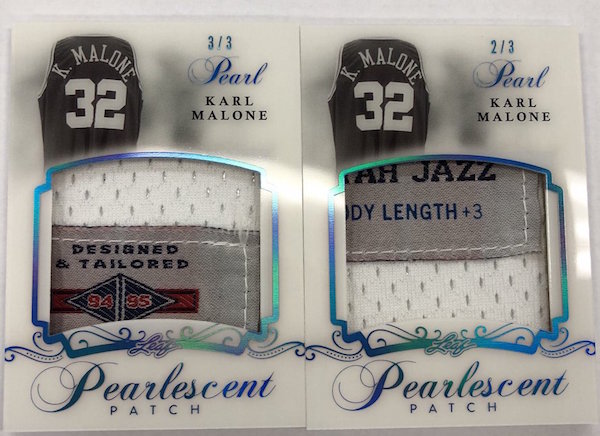 3/3
Pearl
KARL
MALONE
K. MALONE
32
DESIGNED
& TAILORED
94 95
Leaf
Pearlescent
PATCH
2/3
Pearl
KARL
MALONE
K. MALONE
32
AH JAZZ
DY LENGTH +3
Leaf
Pearlescent
PATCH